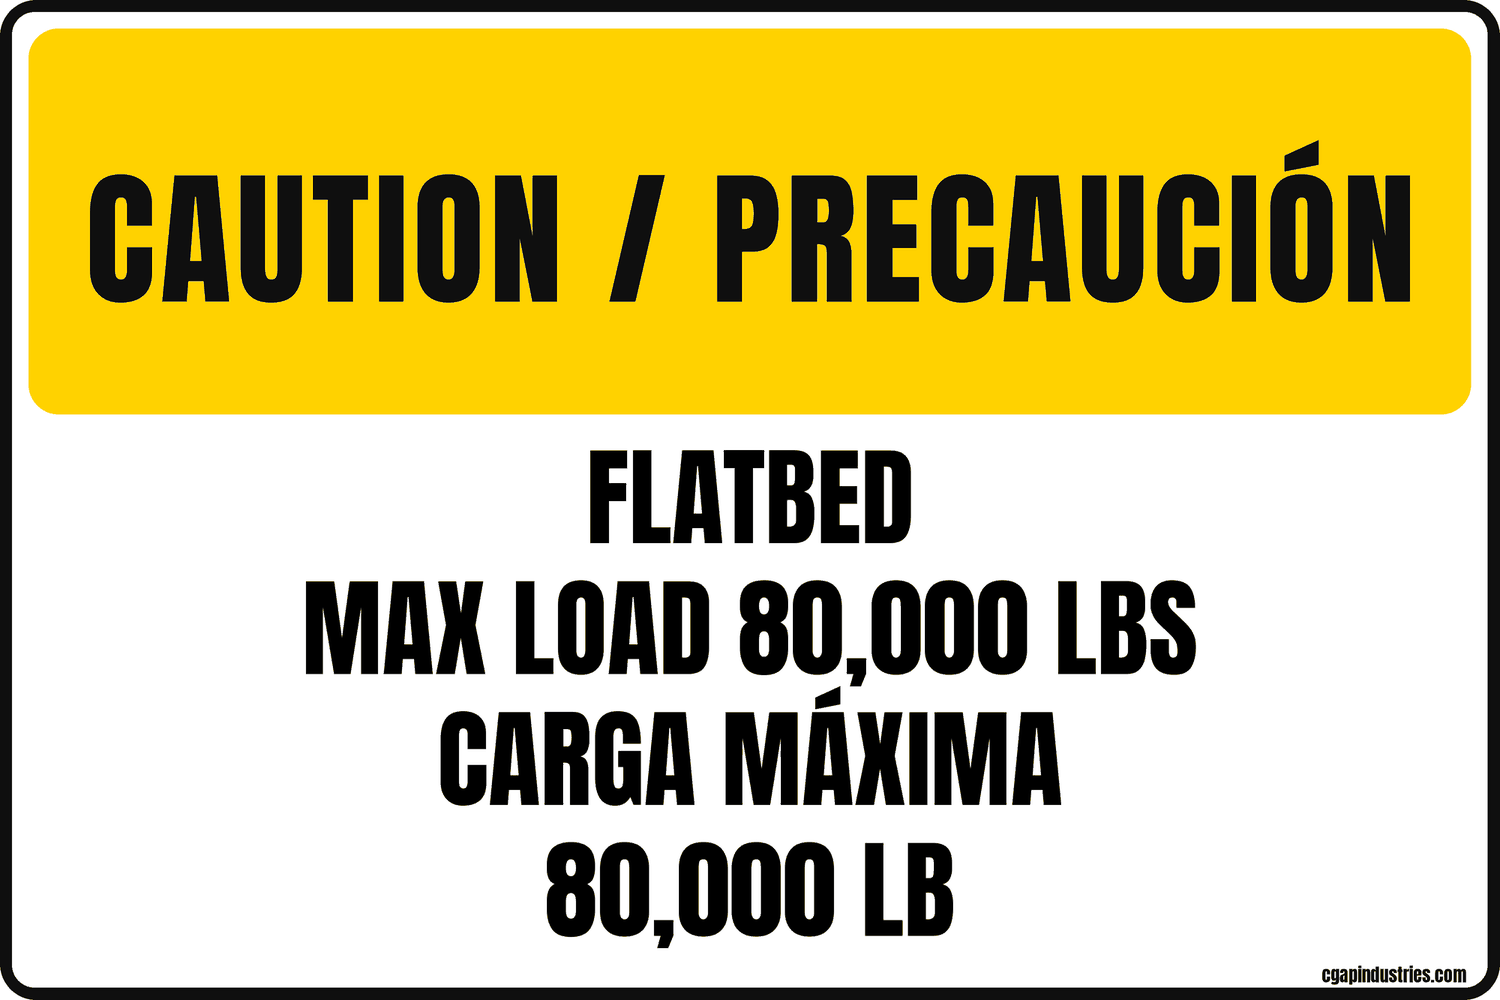 CAUTION / PRECAUCIÓN
FLATBED
MAX LOAD 80,000 LBS
CARGA MÁXIMA
80,000 LB
cgapindustries.com